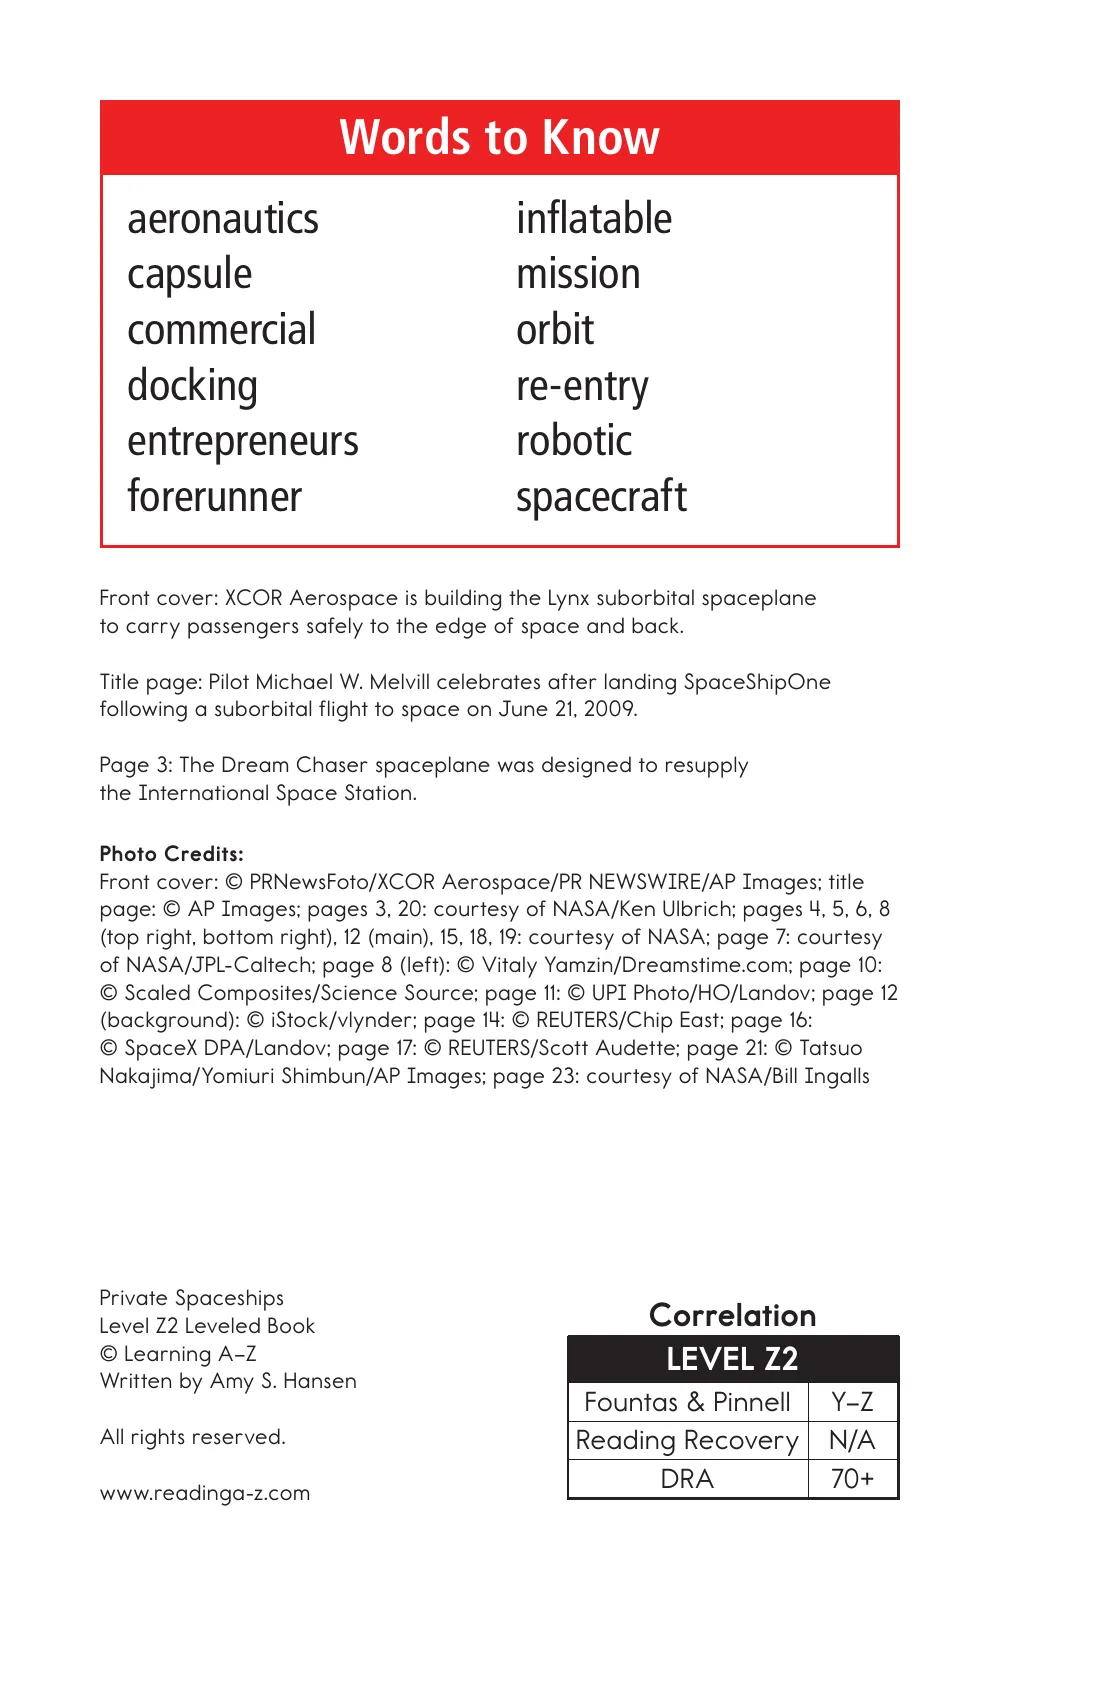 Words to Know
aeronautics
capsule
commercial
docking
entrepreneurs
forerunner
inflatable
mission
orbit
re-entry
robotic
spacecraft
Front cover: XCOR Aerospace is building the Lynx suborbital spaceplane
to carry passengers safely to the edge of space and back.
Title page: Pilot Michael W. Melvill celebrates after landing SpaceShipOne
following a suborbital flight to space on June 21, 2009.
Page 3: The Dream Chaser spaceplane was designed to resupply
the International Space Station.
Photo Credits:
Front cover: © PRNewsFoto/XCOR Aerospace/PR NEWSWIRE/AP Images; title
page: © AP Images; pages 3, 20: courtesy of NASA/Ken Ulbrich; pages 4, 5, 6, 8
(top right, bottom right), 12 (main), 15, 18, 19: courtesy of NASA; page 7: courtesy
of NASA/JPL-Caltech; page 8 (left): © Vitaly Yamzin/Dreamstime.com; page 10:
© Scaled Composites/Science Source; page 11: © UPI Photo/HO/Landov; page 12
(background): © iStock/vlynder; page 14: © REUTERS/Chip East; page 16:
© SpaceX DPA/Landov; page 17: © REUTERS/Scott Audette; page 21: © Tatsuo
Nakajima/Yomiuri Shimbun/AP Images; page 23: courtesy of NASA/Bill Ingalls
Private Spaceships
Level Z2 Leveled Book
© Learning A–Z
Written by Amy S. Hansen
All rights reserved.
www.readinga-z.com
Correlation
LEVEL Z2
Fountas & Pinnell Y–Z
Reading Recovery N/A
DRA 70+